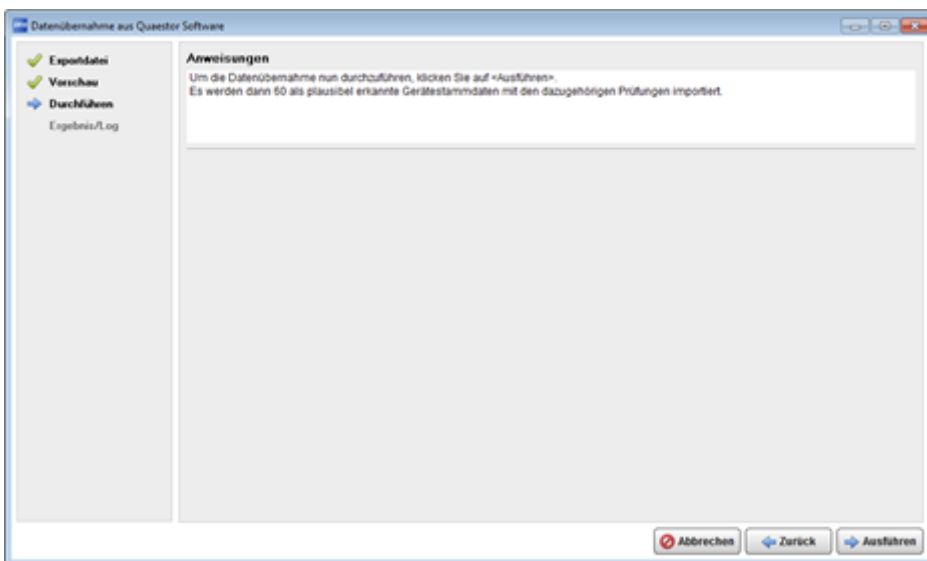 Datenübernahme aus Quaestor Software
Exportdatei
Vorschau
Durchführen
Ergebnis/Log
Anweisungen
Um die Datenübernahme nun durchzuführen, klicken Sie auf <Ausführen>.
Es werden dann 60 als plausibel erkannte Gerätestammdaten mit den dazugehörigen Prüfungen importiert.
Abbrechen
Zurück
Ausführen